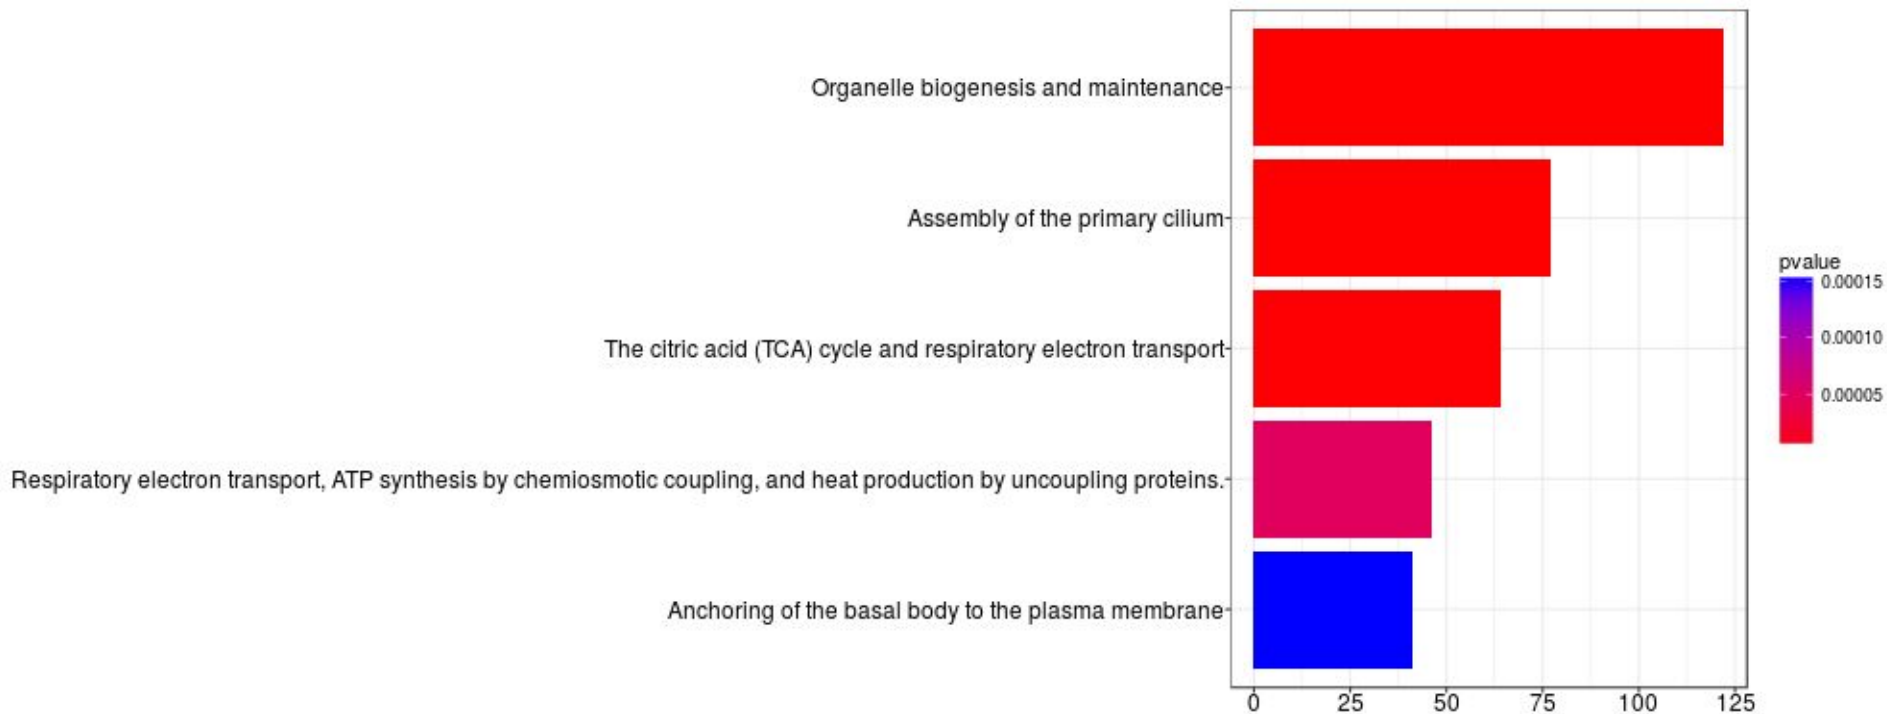 Organelle biogenesis and maintenance
Assembly of the primary cilium
The citric acid (TCA) cycle and respiratory electron transport
Respiratory electron transport, ATP synthesis by chemiosmotic coupling, and heat production by uncoupling proteins.
Anchoring of the basal body to the plasma membrane
0 25 50 75 100 125
pvalue
0.00015
0.00010
0.00005